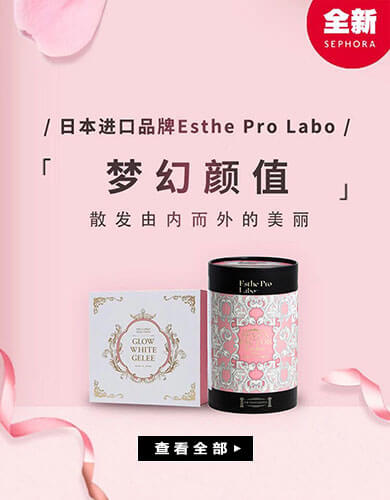 全新
SEPHORA
/ 日本进口品牌Esthe Pro Labo /
「梦幻颜值」
散发由内而外的美丽
Esthe Pro
Labo
GLOW
WHITE
GELEE
查看全部